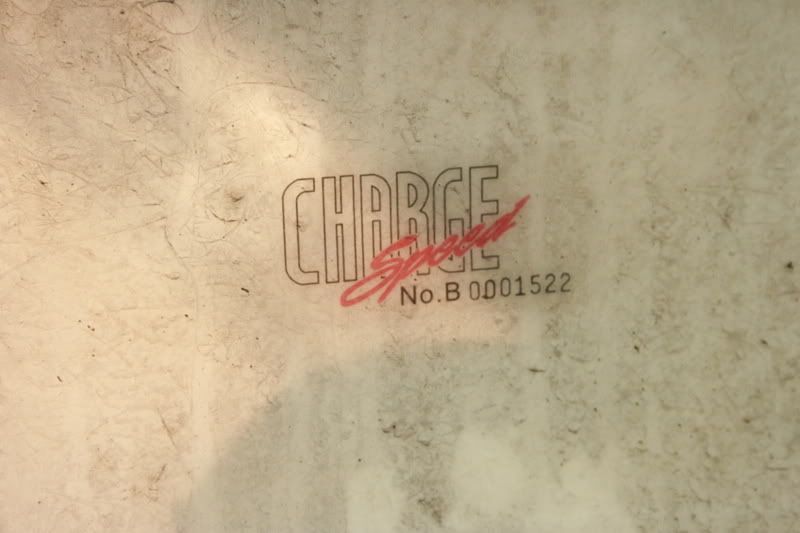 CHARGE
Speed
No.B 0001522